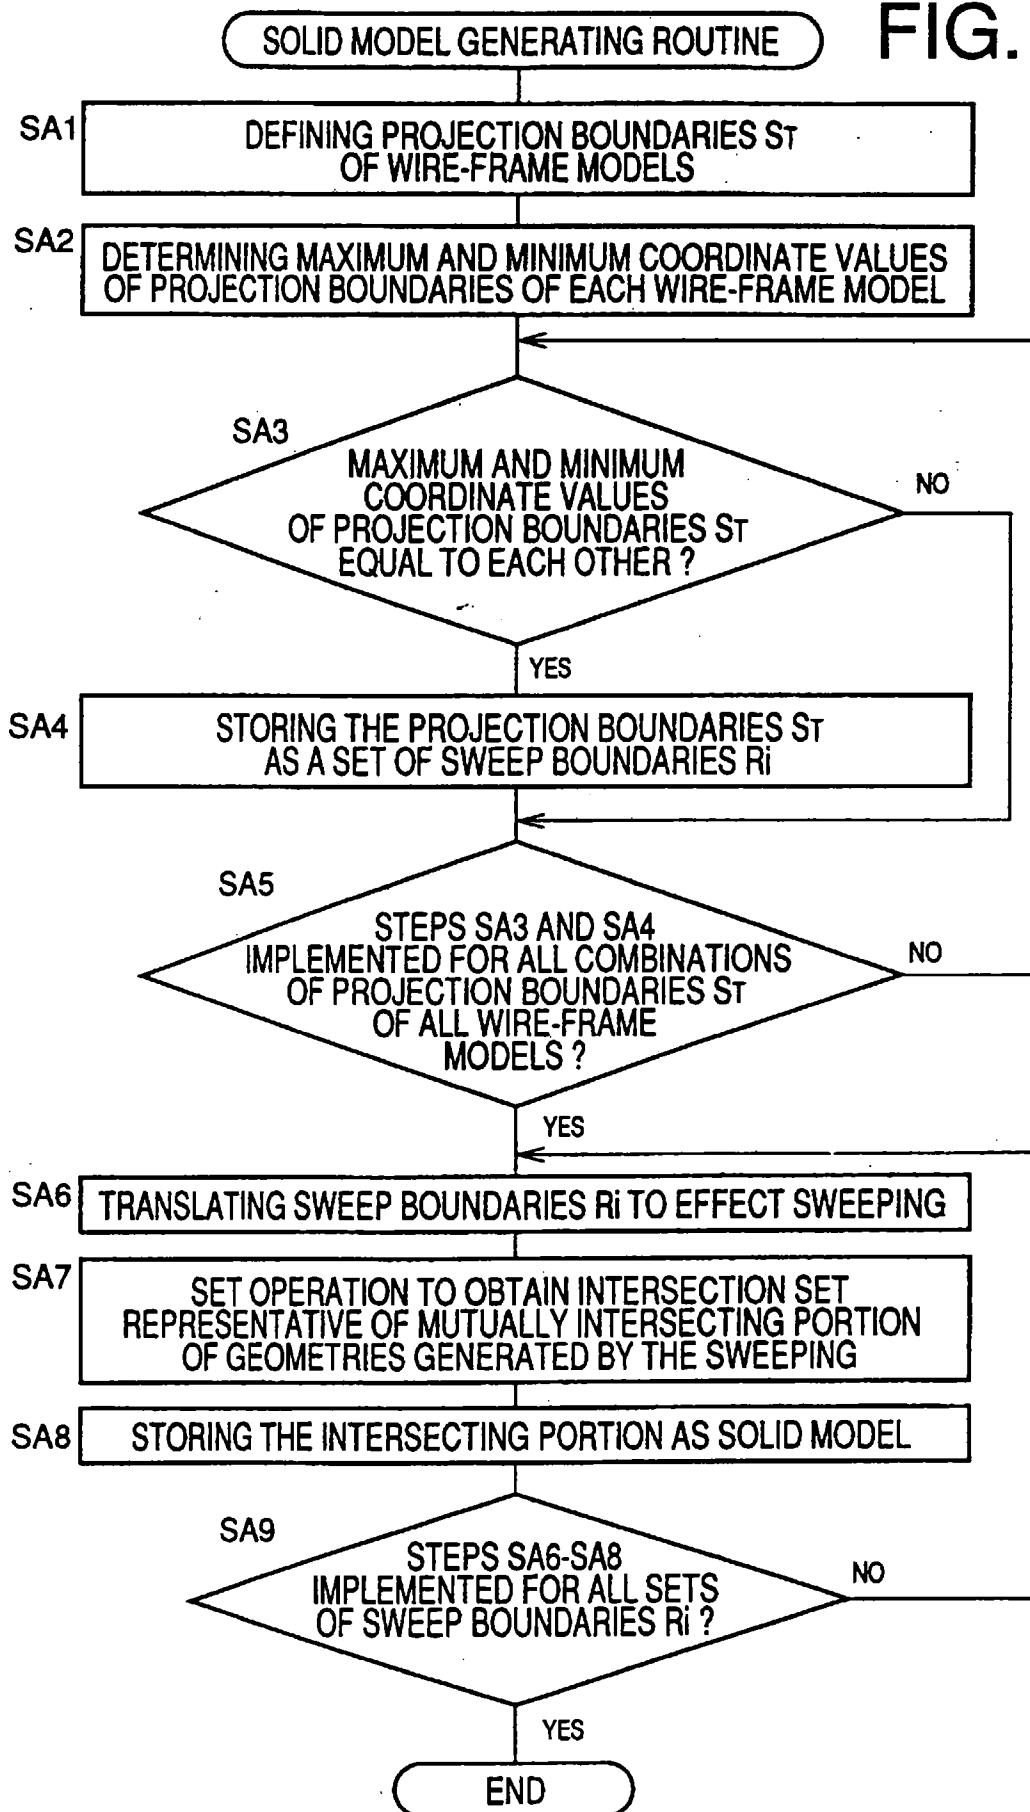 FIG.
SOLID MODEL GENERATING ROUTINE
SA1
DEFINING PROJECTION BOUNDARIES ST
OF WIRE-FRAME MODELS
SA2
DETERMINING MAXIMUM AND MINIMUM COORDINATE VALUES
OF PROJECTION BOUNDARIES OF EACH WIRE-FRAME MODEL
SA3
MAXIMUM AND MINIMUM
COORDINATE VALUES
OF PROJECTION BOUNDARIES ST
EQUAL TO EACH OTHER ?
NO
YES
SA4
STORING THE PROJECTION BOUNDARIES ST
AS A SET OF SWEEP BOUNDARIES Ri
SA5
STEPS SA3 AND SA4
IMPLEMENTED FOR ALL COMBINATIONS
OF PROJECTION BOUNDARIES ST
OF ALL WIRE-FRAME
MODELS ?
NO
YES
SA6
TRANSLATING SWEEP BOUNDARIES Ri TO EFFECT SWEEPING
SA7
SET OPERATION TO OBTAIN INTERSECTION SET
REPRESENTATIVE OF MUTUALLY INTERSECTING PORTION
OF GEOMETRIES GENERATED BY THE SWEEPING
SA8
STORING THE INTERSECTING PORTION AS SOLID MODEL
SA9
STEPS SA6-SA8
IMPLEMENTED FOR ALL SETS
OF SWEEP BOUNDARIES Ri ?
NO
YES
END